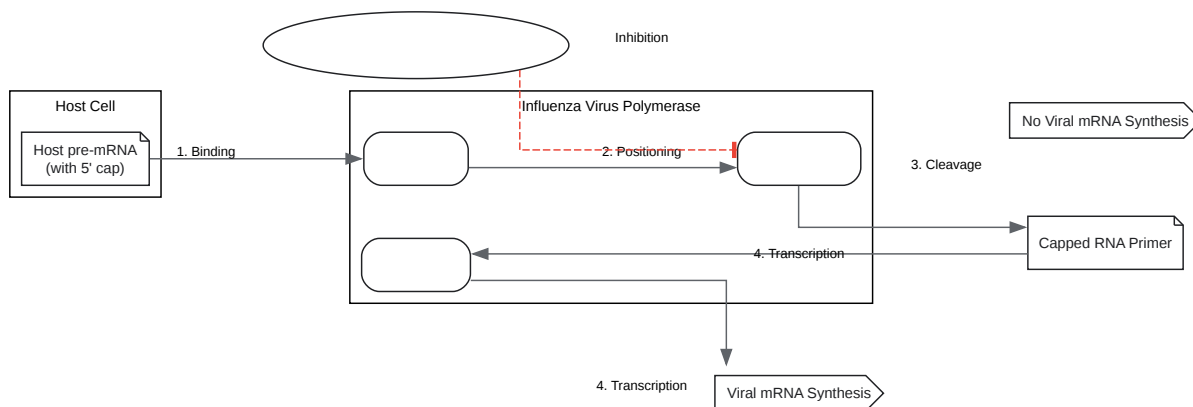 Inhibition
Host Cell
Influenza Virus Polymerase
No Viral mRNA Synthesis
Host pre-mRNA
(with 5' cap)
1. Binding
2. Positioning
3. Cleavage
Capped RNA Primer
4. Transcription
4. Transcription
Viral mRNA Synthesis